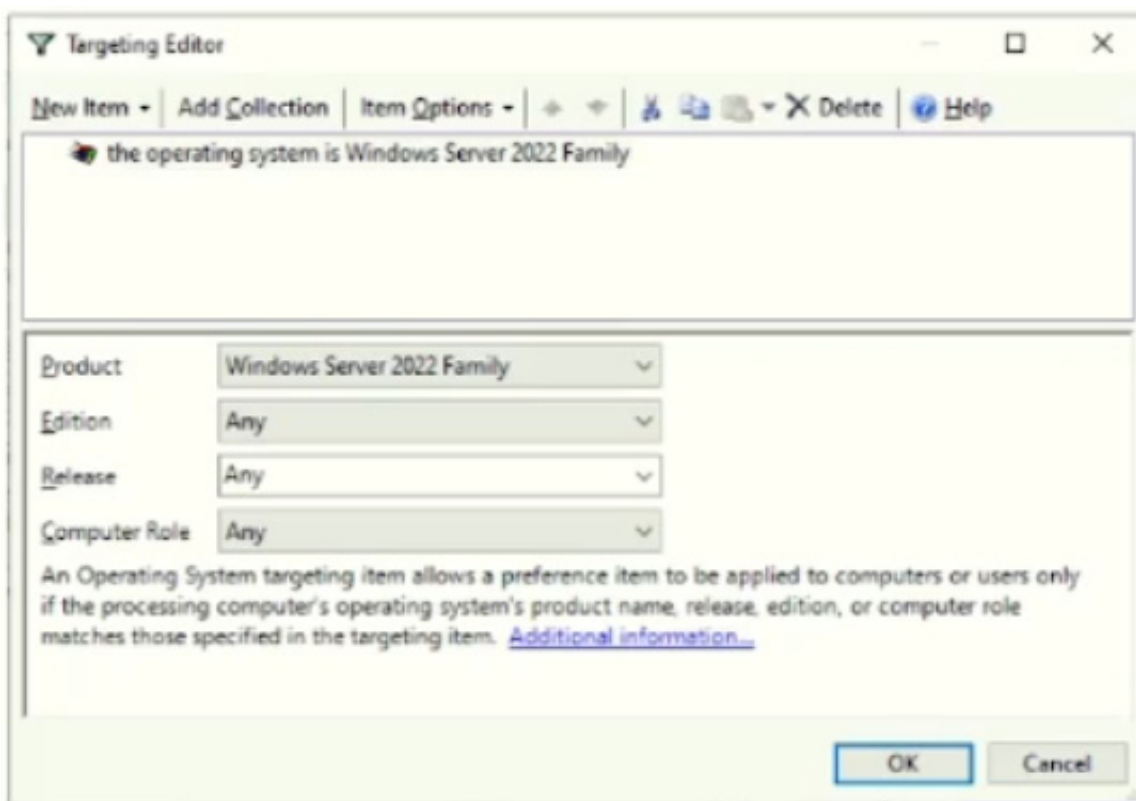 Targeting Editor
New Item Add Collection Item Options Delete Help
the operating system is Windows Server 2022 Family
Product Windows Server 2022 Family
Edition Any
Release Any
Computer Role Any
An Operating System targeting item allows a preference item to be applied to computers or users only
if the processing computer's operating system's product name, release, edition, or computer role
matches those specified in the targeting item. Additional information...
OK Cancel